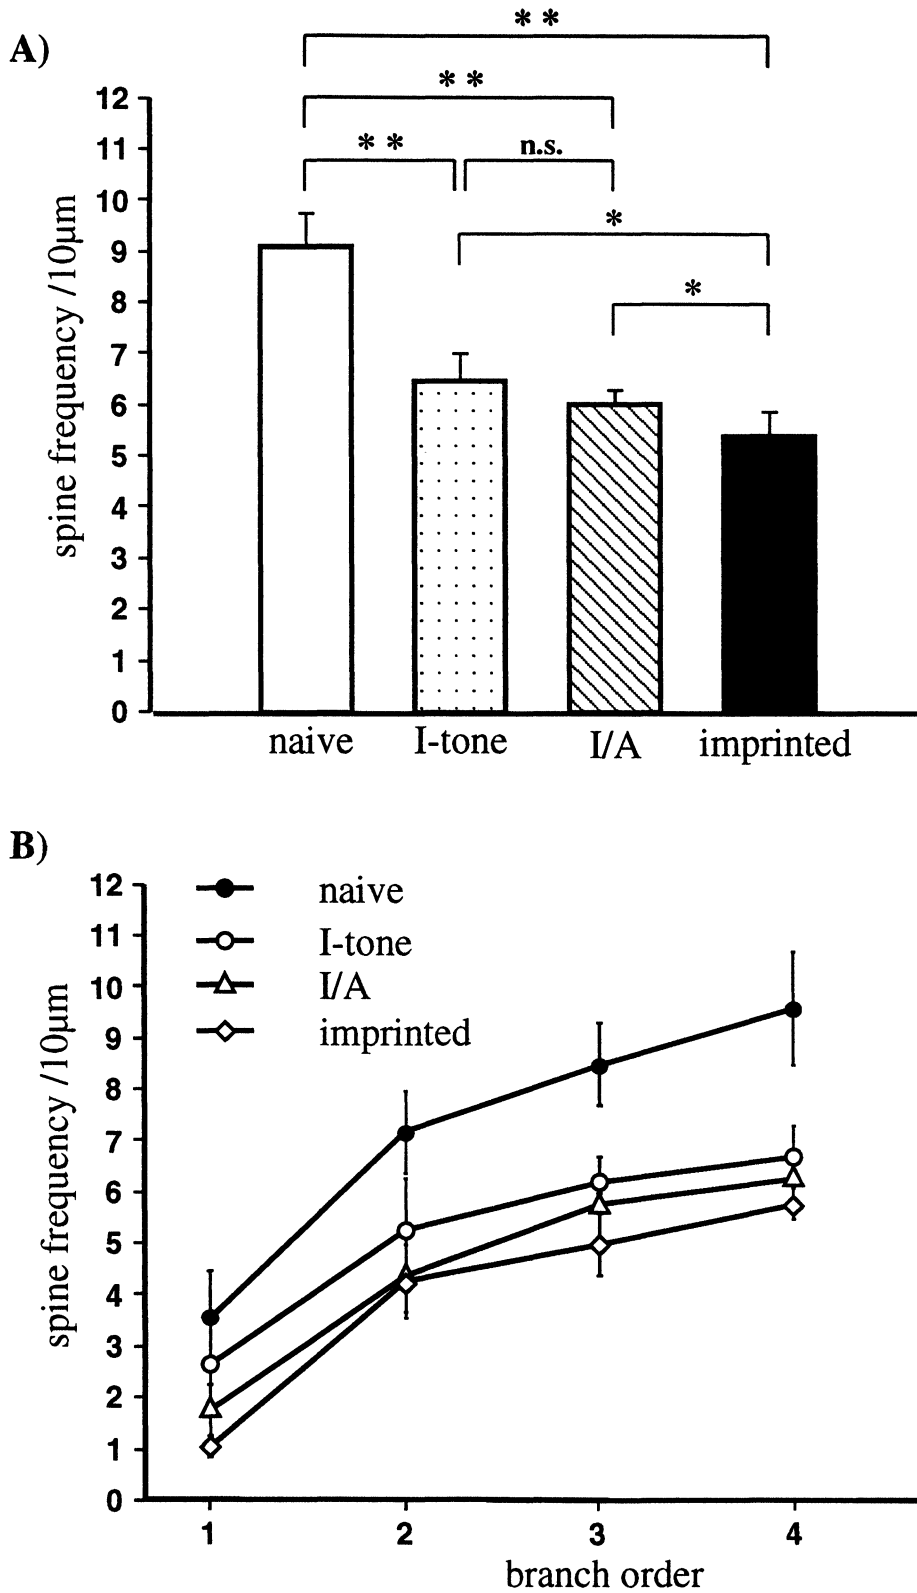 A)
**
**
**
n.s.
*
*
12
11
10
9
8
7
6
5
4
3
2
1
0
spine frequency /10µm
naive I-tone I/A imprinted
B)
12
11
10
9
8
7
6
5
4
3
2
1
0
spine frequency /10µm
naive
I-tone
I/A
imprinted
1 2 3 4
branch order